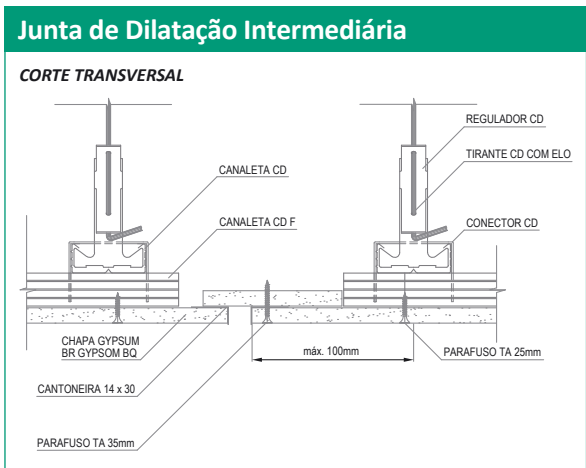 Junta de Dilatação Intermediária
CORTE TRANSVERSAL
REGULADOR CD
TIRANTE CD COM ELO
CANALETA CD
CANALETA CD F
CONECTOR CD
CHAPA GYPSUM
BR GYPSOM BQ
máx. 100mm
PARAFUSO TA 25mm
CANTONEIRA 14 x 30
PARAFUSO TA 35mm